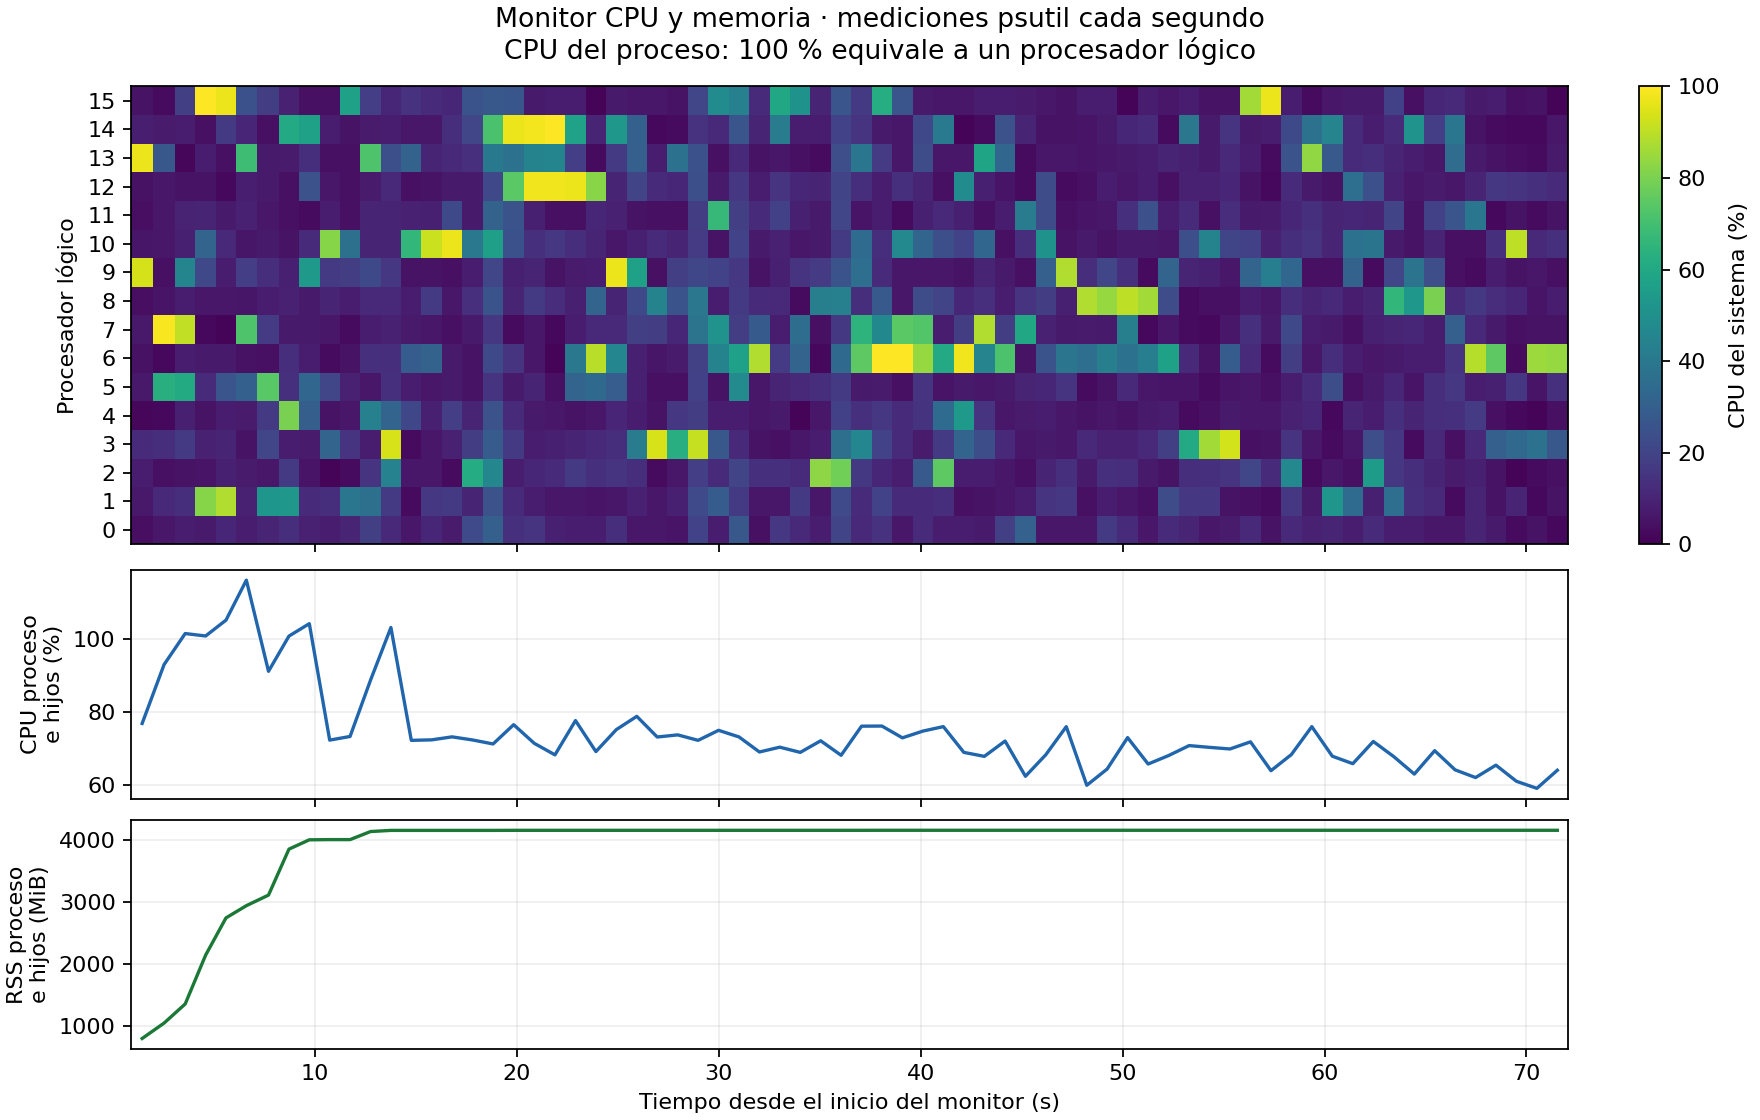 Monitor CPU y memoria · mediciones psutil cada segundo
CPU del proceso: 100 % equivale a un procesador lógico
Procesador lógico
15
14
13
12
11
10
9
8
7
6
5
4
3
2
1
0
100
80
60
40
20
0
CPU del sistema (%)
CPU proceso
e hijos (%)
100
80
60
RSS proceso
e hijos (MiB)
4000
3000
2000
1000
10 20 30 40 50 60 70
Tiempo desde el inicio del monitor (s)